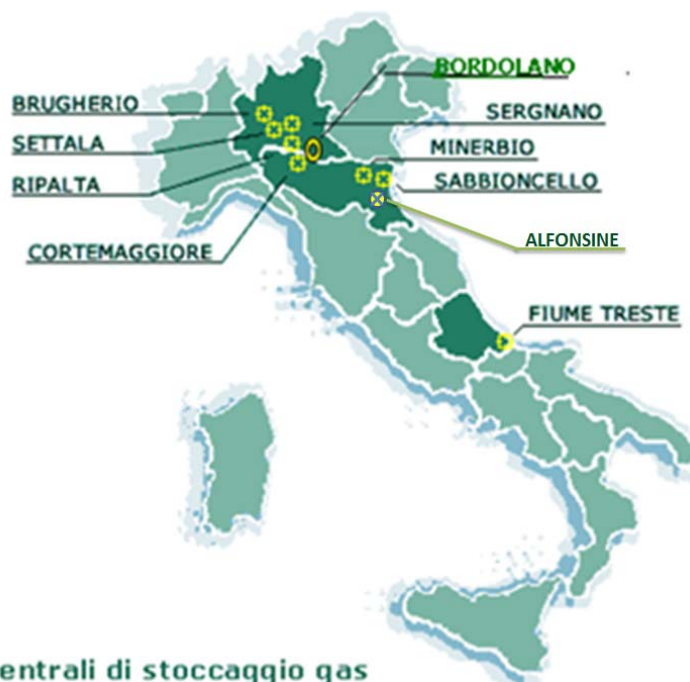 BORDOLANO
BRUGHERIO
SERGNANO
SETTALA
MINERBIO
RIPALTA
SABBIONCELLO
ALFONSINE
CORTEMAGGIORE
FIUME TRESTE
entrali di stoccaggio gas